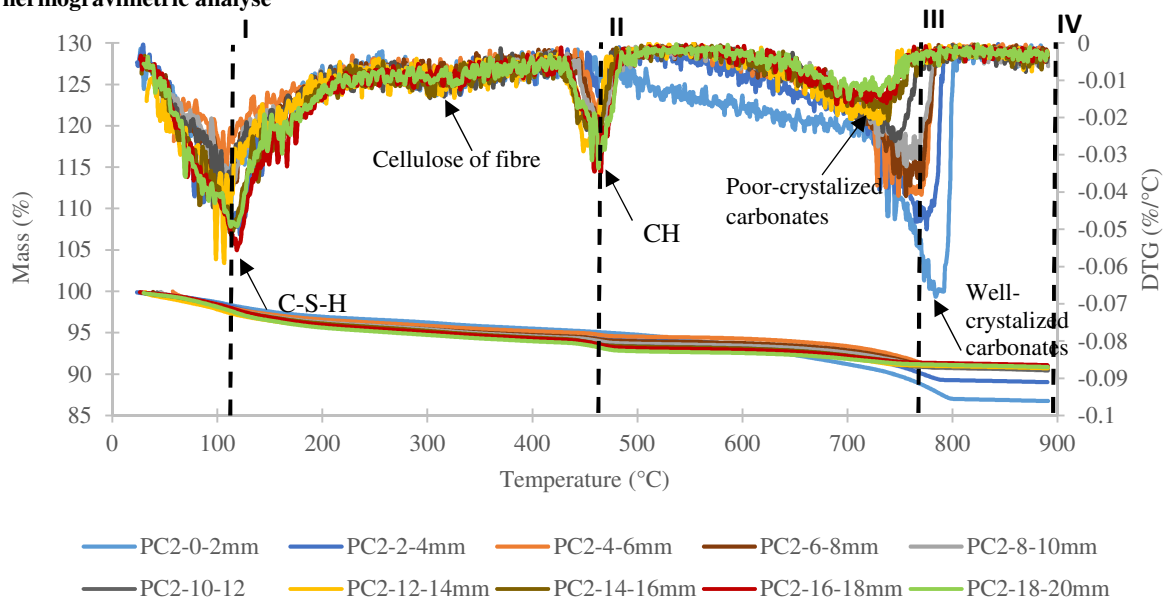 hermogravimetric analyse
I
II
III
IV
130
125
120
115
110
105
100
95
90
85
Mass (%)
0
-0.01
-0.02
-0.03
-0.04
-0.05
-0.06
-0.07
-0.08
-0.09
-0.1
DTG (%/°C)
Cellulose of fibre
CH
C-S-H
Poor-crystalized
carbonates
Well-
crystalized
carbonates
0
100
200
300
400
500
600
700
800
900
Temperature (°C)
PC2-0-2mm
PC2-2-4mm
PC2-4-6mm
PC2-6-8mm
PC2-8-10mm
PC2-10-12
PC2-12-14mm
PC2-14-16mm
PC2-16-18mm
PC2-18-20mm